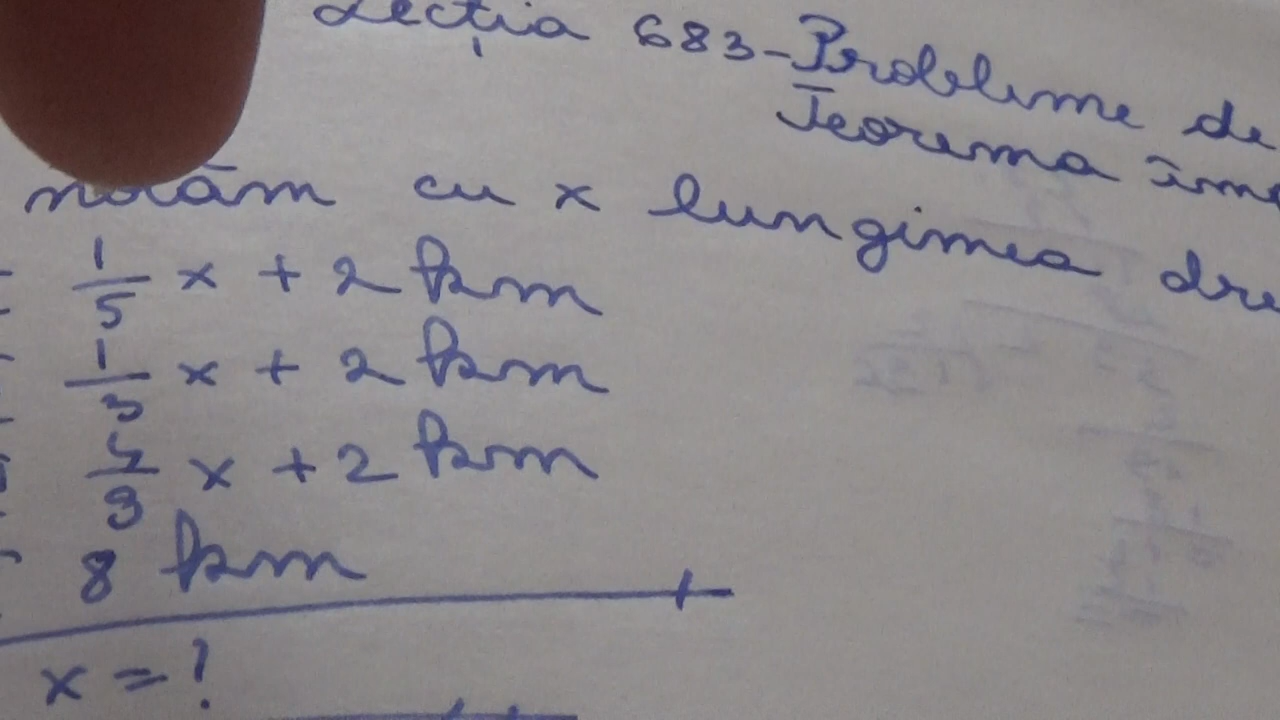 Lecția 683-Probleme de
Teorema îm
notăm cu x lungimea dr
1/5 x + 2 km
1/3 x + 2 km
4/9 x + 2 km
8 km
x = ?